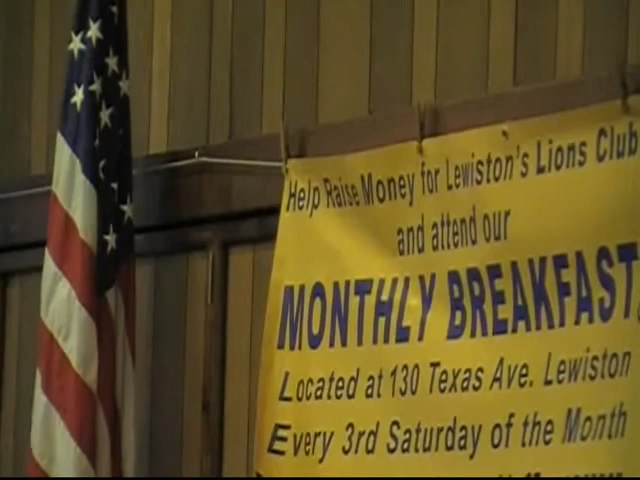 Help Raise Money for Lewiston's Lions Club
and attend our
MONTHLY BREAKFAST
Located at 130 Texas Ave. Lewiston
Every 3rd Saturday of the Month